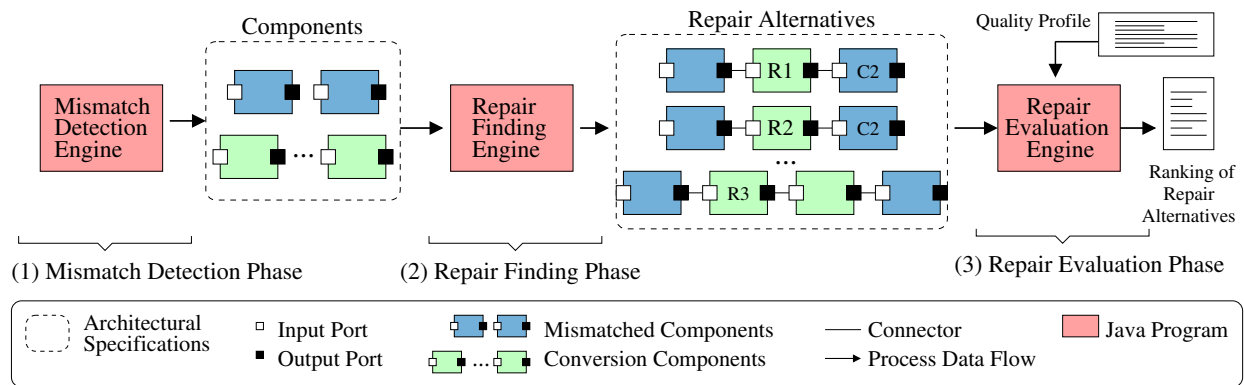 Components
Repair Alternatives
Quality Profile
Mismatch
Detection
Engine
...
Repair
Finding
Engine
R1
C2
R2
C2
...
R3
Repair
Evaluation
Engine
Ranking of
Repair
Alternatives
(1) Mismatch Detection Phase
(2) Repair Finding Phase
(3) Repair Evaluation Phase
Architectural
Specifications
Input Port
Output Port
Mismatched Components
...
Conversion Components
Connector
Process Data Flow
Java Program